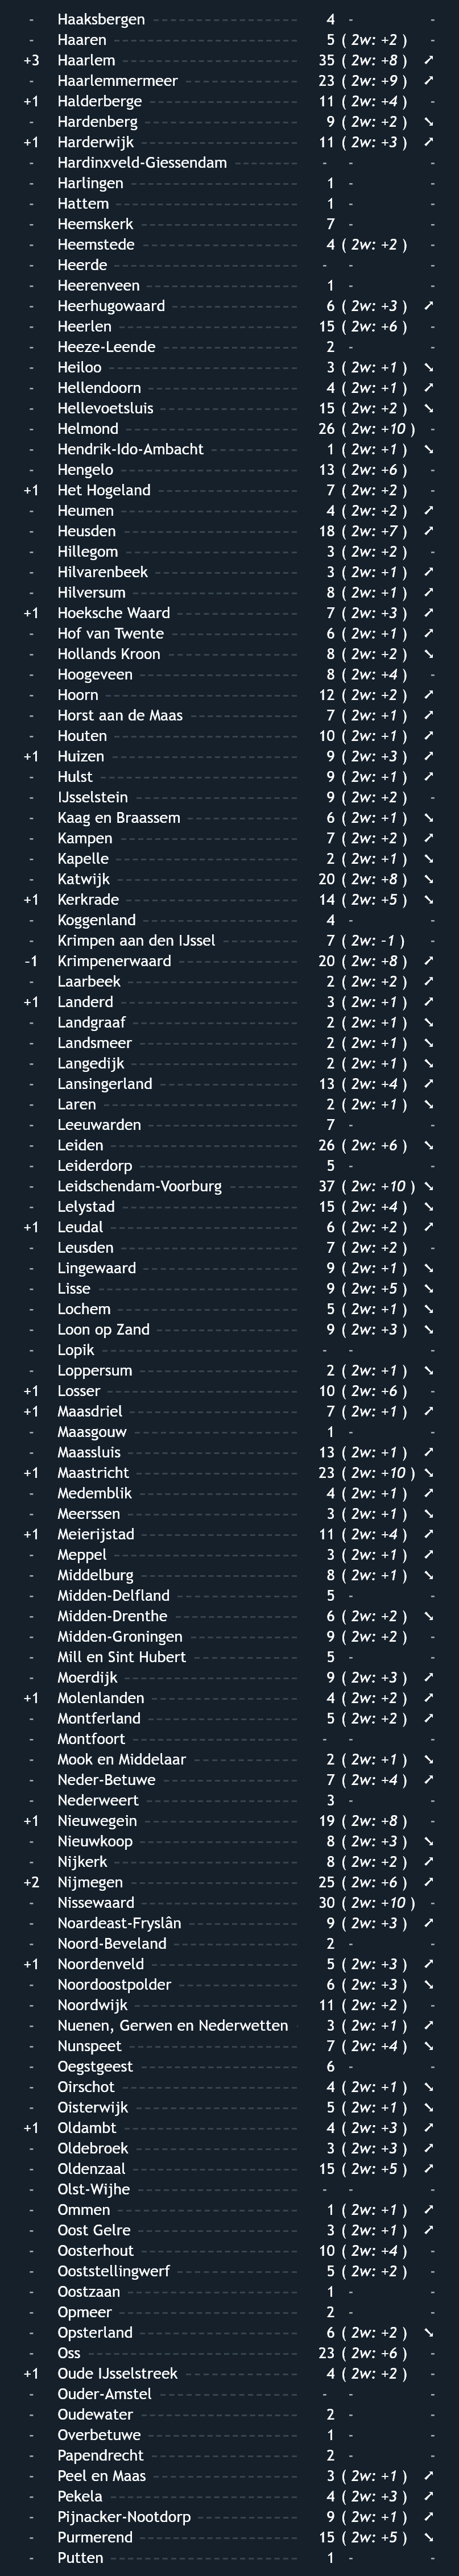 - Haaksbergen 4 - -
- Haaren 5 ( 2w: +2 ) -
+3 Haarlem 35 ( 2w: +8 ) ↗
- Haarlemmermeer 23 ( 2w: +9 ) ↗
+1 Halderberge 11 ( 2w: +4 ) -
- Hardenberg 9 ( 2w: +2 ) ↘
+1 Harderwijk 11 ( 2w: +3 ) ↗
- Hardinxveld-Giessendam - - -
- Harlingen 1 - -
- Hattem 1 - -
- Heemskerk 7 - -
- Heemstede 4 ( 2w: +2 ) -
- Heerde - - -
- Heerenveen 1 - -
- Heerhugowaard 6 ( 2w: +3 ) ↗
- Heerlen 15 ( 2w: +6 ) -
- Heeze-Leende 2 - -
- Heiloo 3 ( 2w: +1 ) ↘
- Hellendoorn 4 ( 2w: +1 ) ↗
- Hellevoetsluis 15 ( 2w: +2 ) ↘
- Helmond 26 ( 2w: +10 ) -
- Hendrik-Ido-Ambacht 1 ( 2w: +1 ) ↘
- Hengelo 13 ( 2w: +6 ) -
+1 Het Hogeland 7 ( 2w: +2 ) -
- Heumen 4 ( 2w: +2 ) ↗
- Heusden 18 ( 2w: +7 ) ↗
- Hillegom 3 ( 2w: +2 ) -
- Hilvarenbeek 3 ( 2w: +1 ) ↗
- Hilversum 8 ( 2w: +1 ) ↗
+1 Hoeksche Waard 7 ( 2w: +3 ) ↗
- Hof van Twente 6 ( 2w: +1 ) ↗
- Hollands Kroon 8 ( 2w: +2 ) ↘
- Hoogeveen 8 ( 2w: +4 ) -
- Hoorn 12 ( 2w: +2 ) ↗
- Horst aan de Maas 7 ( 2w: +1 ) ↗
- Houten 10 ( 2w: +1 ) ↗
+1 Huizen 9 ( 2w: +3 ) ↗
- Hulst 9 ( 2w: +1 ) ↗
- IJsselstein 9 ( 2w: +2 ) -
- Kaag en Braassem 6 ( 2w: +1 ) ↘
- Kampen 7 ( 2w: +2 ) ↗
- Kapelle 2 ( 2w: +1 ) ↘
- Katwijk 20 ( 2w: +8 ) ↘
+1 Kerkrade 14 ( 2w: +5 ) ↘
- Koggenland 4 - -
- Krimpen aan den IJssel 7 ( 2w: -1 ) -
-1 Krimpenerwaard 20 ( 2w: +8 ) ↗
- Laarbeek 2 ( 2w: +2 ) ↗
+1 Landerd 3 ( 2w: +1 ) ↗
- Landgraaf 2 ( 2w: +1 ) ↘
- Landsmeer 2 ( 2w: +1 ) ↘
- Langedijk 2 ( 2w: +1 ) ↘
- Lansingerland 13 ( 2w: +4 ) ↗
- Laren 2 ( 2w: +1 ) ↘
- Leeuwarden 7 - -
- Leiden 26 ( 2w: +6 ) ↘
- Leiderdorp 5 - -
- Leidschendam-Voorburg 37 ( 2w: +10 ) ↘
- Lelystad 15 ( 2w: +4 ) ↘
+1 Leudal 6 ( 2w: +2 ) ↗
- Leusden 7 ( 2w: +2 ) -
- Lingewaard 9 ( 2w: +1 ) ↘
- Lisse 9 ( 2w: +5 ) ↘
- Lochem 5 ( 2w: +1 ) ↘
- Loon op Zand 9 ( 2w: +3 ) ↘
- Lopik - - -
- Loppersum 2 ( 2w: +1 ) ↘
+1 Losser 10 ( 2w: +6 ) -
+1 Maasdriel 7 ( 2w: +1 ) ↗
- Maasgouw 1 - -
- Maassluis 13 ( 2w: +1 ) ↗
+1 Maastricht 23 ( 2w: +10 ) ↘
- Medemblik 4 ( 2w: +1 ) ↗
- Meerssen 3 ( 2w: +1 ) ↘
+1 Meierijstad 11 ( 2w: +4 ) ↗
- Meppel 3 ( 2w: +1 ) ↗
- Middelburg 8 ( 2w: +1 ) ↘
- Midden-Delfland 5 - -
- Midden-Drenthe 6 ( 2w: +2 ) ↘
- Midden-Groningen 9 ( 2w: +2 ) -
- Mill en Sint Hubert 5 - -
- Moerdijk 9 ( 2w: +3 ) ↗
+1 Molenlanden 4 ( 2w: +2 ) ↗
- Montferland 5 ( 2w: +2 ) ↗
- Montfoort - - -
- Mook en Middelaar 2 ( 2w: +1 ) ↘
- Neder-Betuwe 7 ( 2w: +4 ) ↗
- Nederweert 3 - -
+1 Nieuwegein 19 ( 2w: +8 ) -
- Nieuwkoop 8 ( 2w: +3 ) ↘
- Nijkerk 8 ( 2w: +2 ) ↗
+2 Nijmegen 25 ( 2w: +6 ) ↗
- Nissewaard 30 ( 2w: +10 ) -
- Noardeast-Fryslân 9 ( 2w: +3 ) ↗
- Noord-Beveland 2 - -
+1 Noordenveld 5 ( 2w: +3 ) ↗
- Noordoostpolder 6 ( 2w: +3 ) ↘
- Noordwijk 11 ( 2w: +2 ) -
- Nuenen, Gerwen en Nederwetten 3 ( 2w: +1 ) ↗
- Nunspeet 7 ( 2w: +4 ) ↘
- Oegstgeest 6 - -
- Oirschot 4 ( 2w: +1 ) ↘
- Oisterwijk 5 ( 2w: +1 ) ↘
+1 Oldambt 4 ( 2w: +3 ) ↗
- Oldebroek 3 ( 2w: +3 ) ↗
- Oldenzaal 15 ( 2w: +5 ) ↗
- Olst-Wijhe - - -
- Ommen 1 ( 2w: +1 ) ↗
- Oost Gelre 3 ( 2w: +1 ) ↗
- Oosterhout 10 ( 2w: +4 ) -
- Ooststellingwerf 5 ( 2w: +2 ) -
- Oostzaan 1 - -
- Opmeer 2 - -
- Opsterland 6 ( 2w: +2 ) ↘
- Oss 23 ( 2w: +6 ) -
+1 Oude IJsselstreek 4 ( 2w: +2 ) -
- Ouder-Amstel - - -
- Oudewater 2 - -
- Overbetuwe 1 - -
- Papendrecht 2 - -
- Peel en Maas 3 ( 2w: +1 ) ↗
- Pekela 4 ( 2w: +3 ) ↗
- Pijnacker-Nootdorp 9 ( 2w: +1 ) ↗
- Purmerend 15 ( 2w: +5 ) ↘
- Putten 1 - -